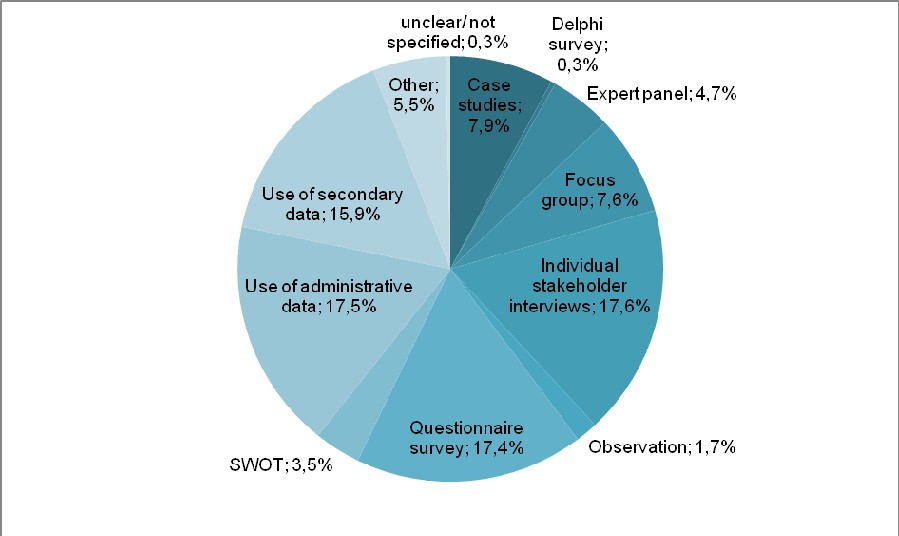 unclear/not
specified; 0,3%
Delphi
survey;
0,3%
Expert panel; 4,7%
Other;
5,5%
Case
studies;
7,9%
Focus
group; 7,6%
Use of secondary
data; 15,9%
Individual
stakeholder
interviews; 17,6%
Use of administrative
data; 17,5%
Questionnaire
survey; 17,4%
Observation; 1,7%
SWOT; 3,5%